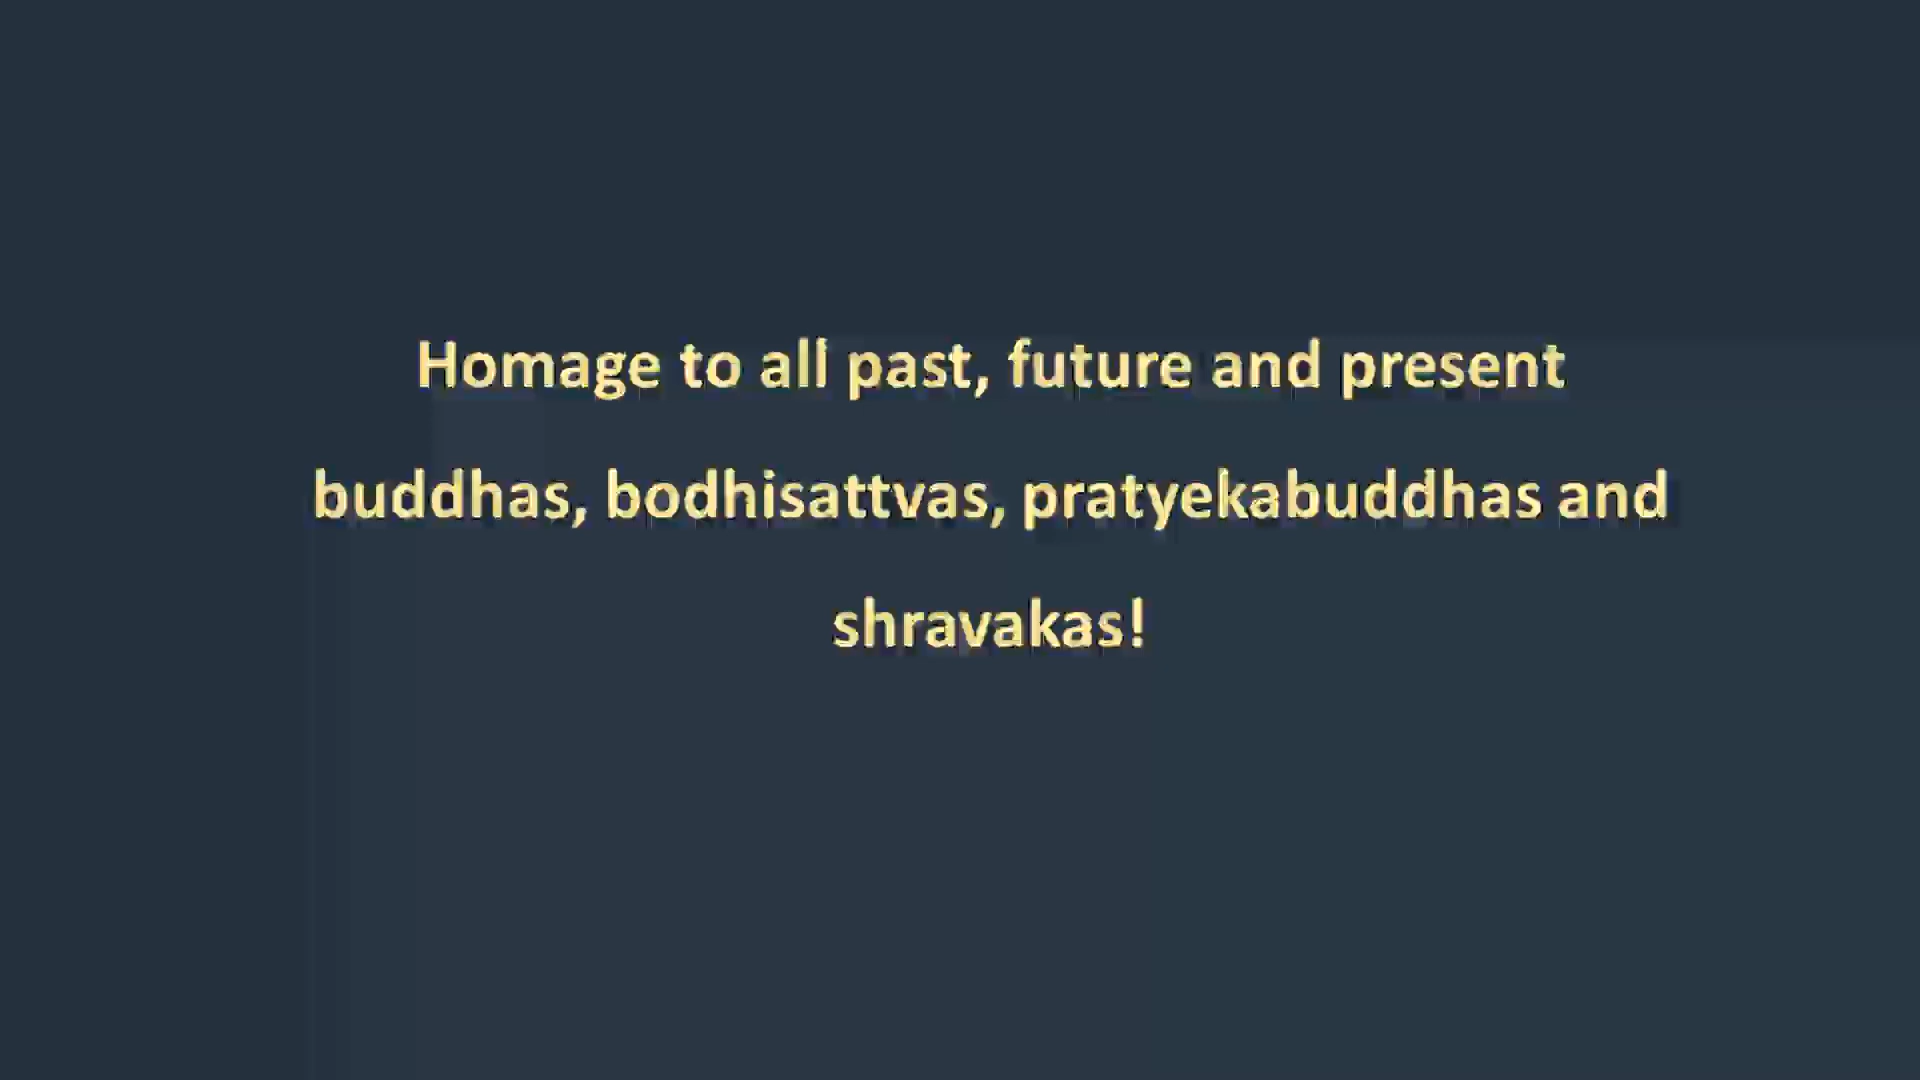 Homage to all past, future and present
buddhas, bodhisattvas, pratyekabuddhas and
shravakas!